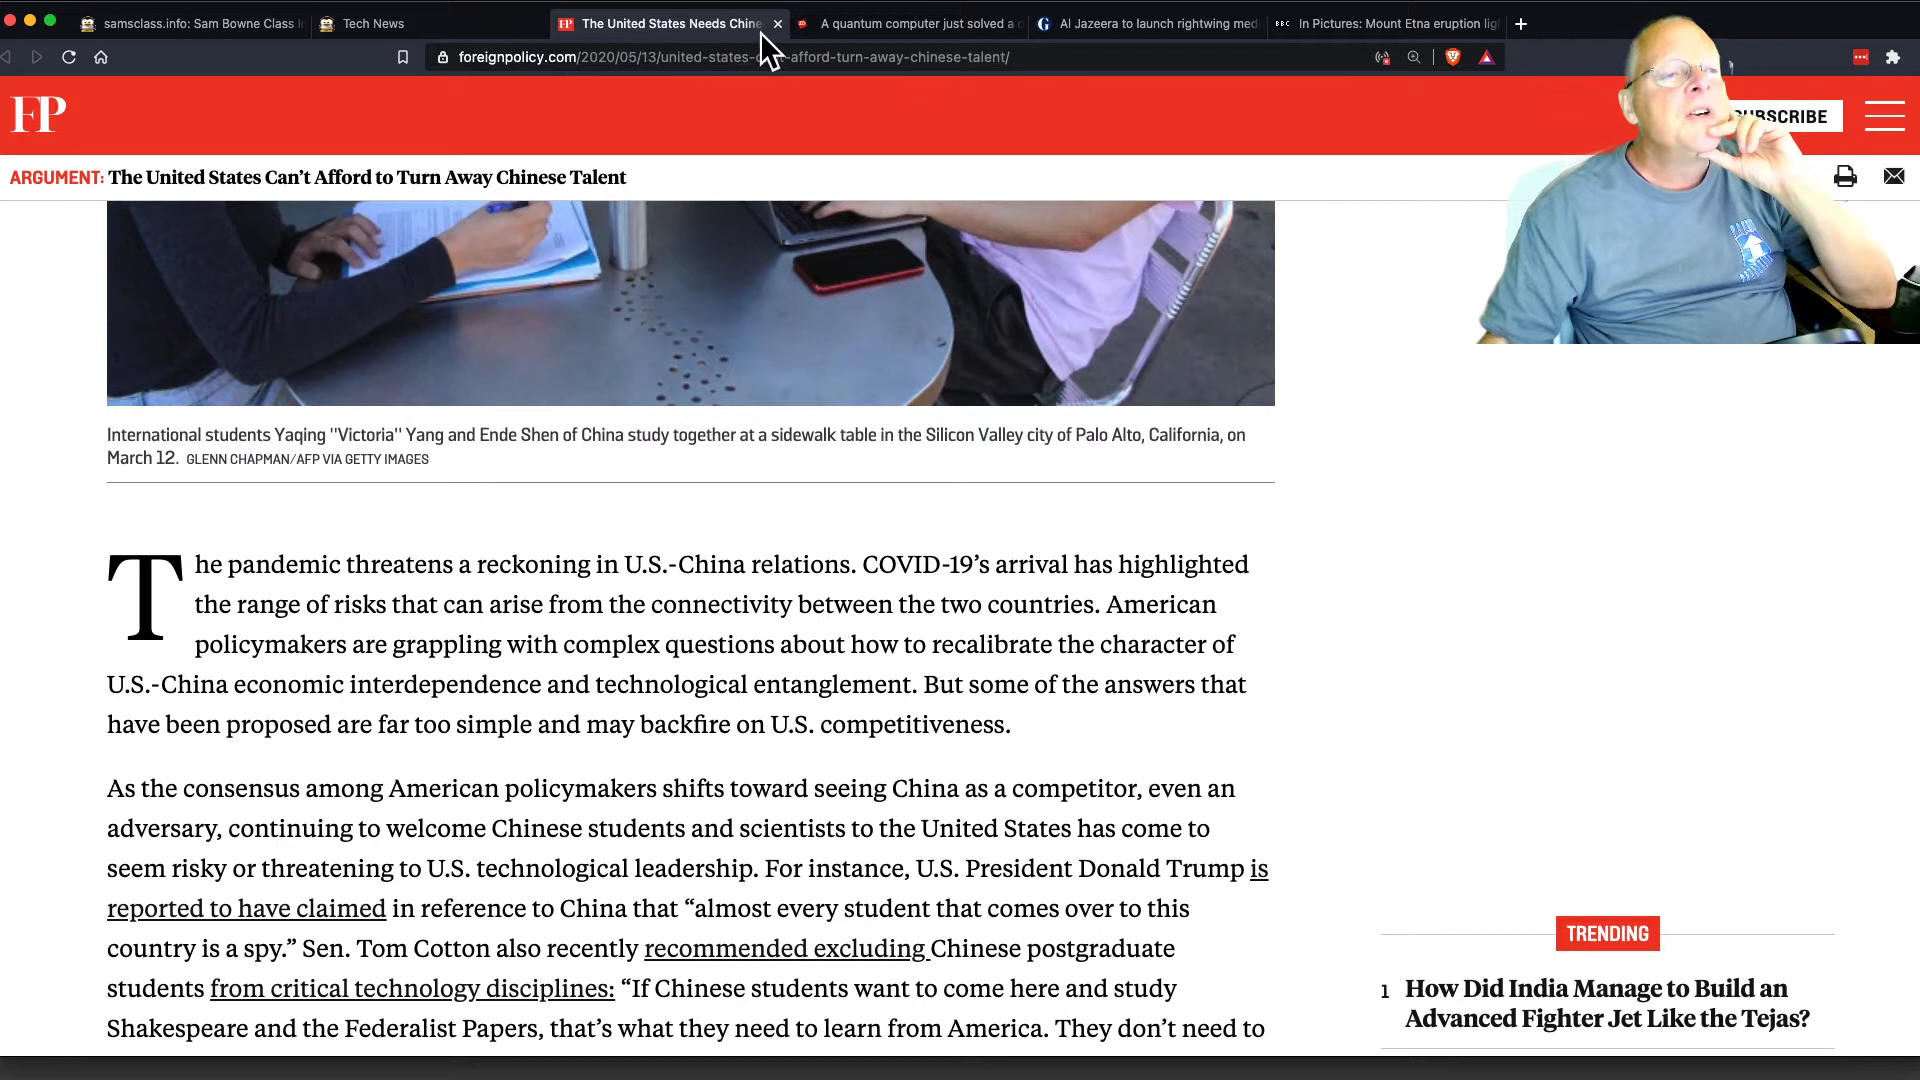 samsclass.info: Sam Bowne Class I
Tech News
The United States Needs Chine
A quantum computer just solved a d
Al Jazeera to launch rightwing med
BBC
In Pictures: Mount Etna eruption lig
foreignpolicy.com/2020/05/13/united-states- afford-turn-away-chinese-talent/
FP
SUBSCRIBE
ARGUMENT: The United States Can’t Afford to Turn Away Chinese Talent
International students Yaqing "Victoria" Yang and Ende Shen of China study together at a sidewalk table in the Silicon Valley city of Palo Alto, California, on
March 12. GLENN CHAPMAN/AFP VIA GETTY IMAGES
The pandemic threatens a reckoning in U.S.-China relations. COVID-19’s arrival has highlighted
the range of risks that can arise from the connectivity between the two countries. American
policymakers are grappling with complex questions about how to recalibrate the character of
U.S.-China economic interdependence and technological entanglement. But some of the answers that
have been proposed are far too simple and may backfire on U.S. competitiveness.
As the consensus among American policymakers shifts toward seeing China as a competitor, even an
adversary, continuing to welcome Chinese students and scientists to the United States has come to
seem risky or threatening to U.S. technological leadership. For instance, U.S. President Donald Trump is
reported to have claimed in reference to China that “almost every student that comes over to this
country is a spy.” Sen. Tom Cotton also recently recommended excluding Chinese postgraduate
students from critical technology disciplines: “If Chinese students want to come here and study
Shakespeare and the Federalist Papers, that’s what they need to learn from America. They don’t need to
TRENDING
1 How Did India Manage to Build an
Advanced Fighter Jet Like the Tejas?